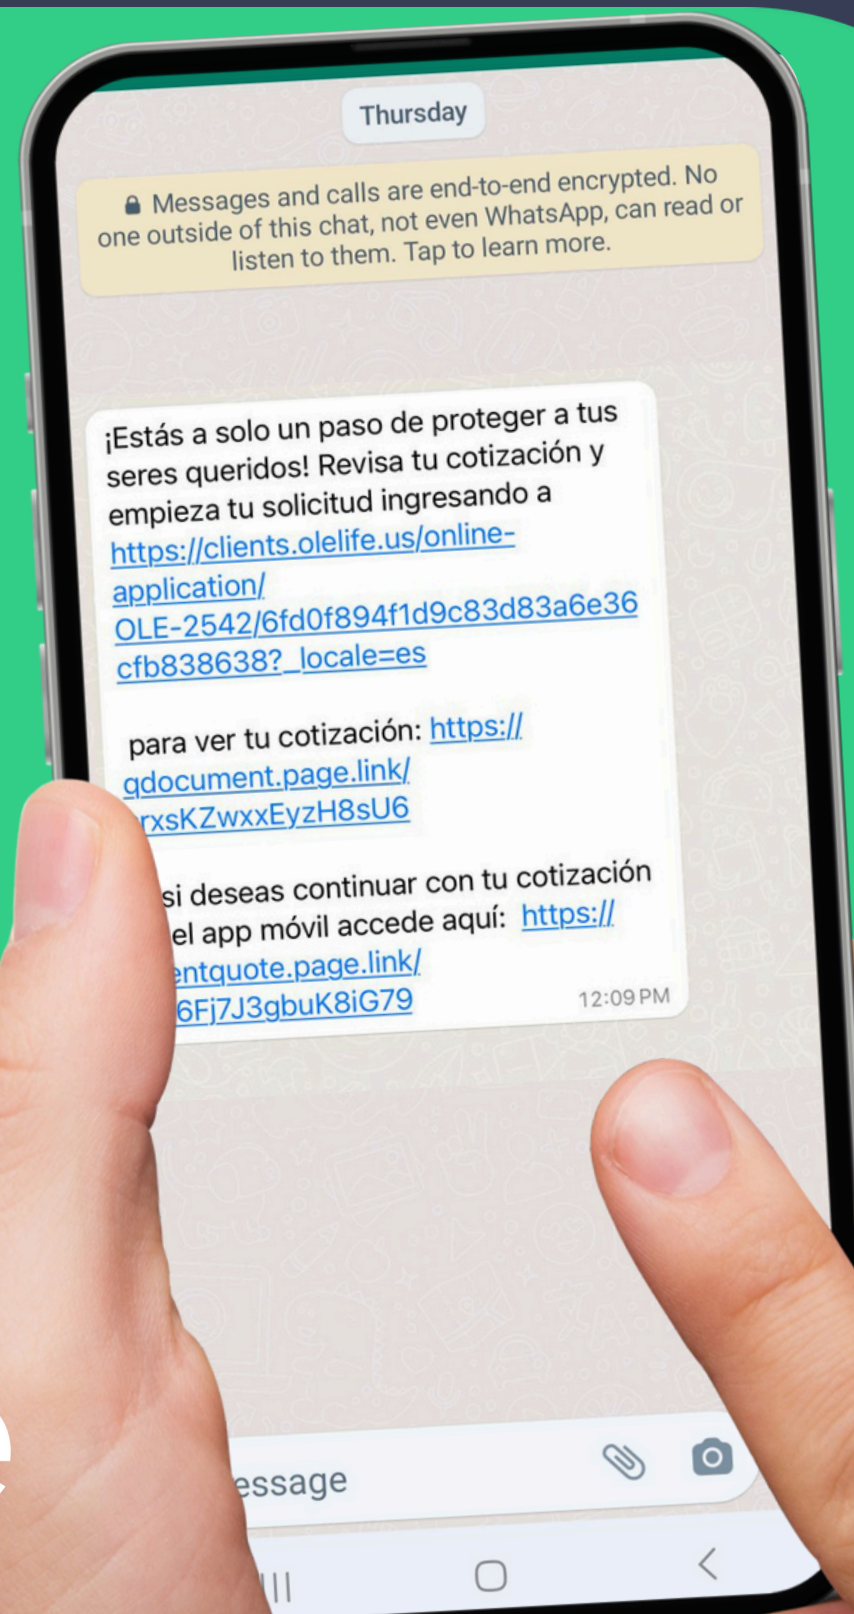 Thursday
Messages and calls are end-to-end encrypted. No
one outside of this chat, not even WhatsApp, can read or
listen to them. Tap to learn more.
¡Estás a solo un paso de proteger a tus
seres queridos! Revisa tu cotización y
empieza tu solicitud ingresando a
https://clients.olelife.us/online-
application/
OLE-2542/6fd0f894f1d9c83d83a6e36
cfb838638?_locale=es
para ver tu cotización: https://
qdocument.page.link/
rxsKZwxxEyzH8sU6
si deseas continuar con tu cotización
el app móvil accede aquí: https://
entquote.page.link/
6Fj7J3gbuK8iG79
12:09 PM
essage
e